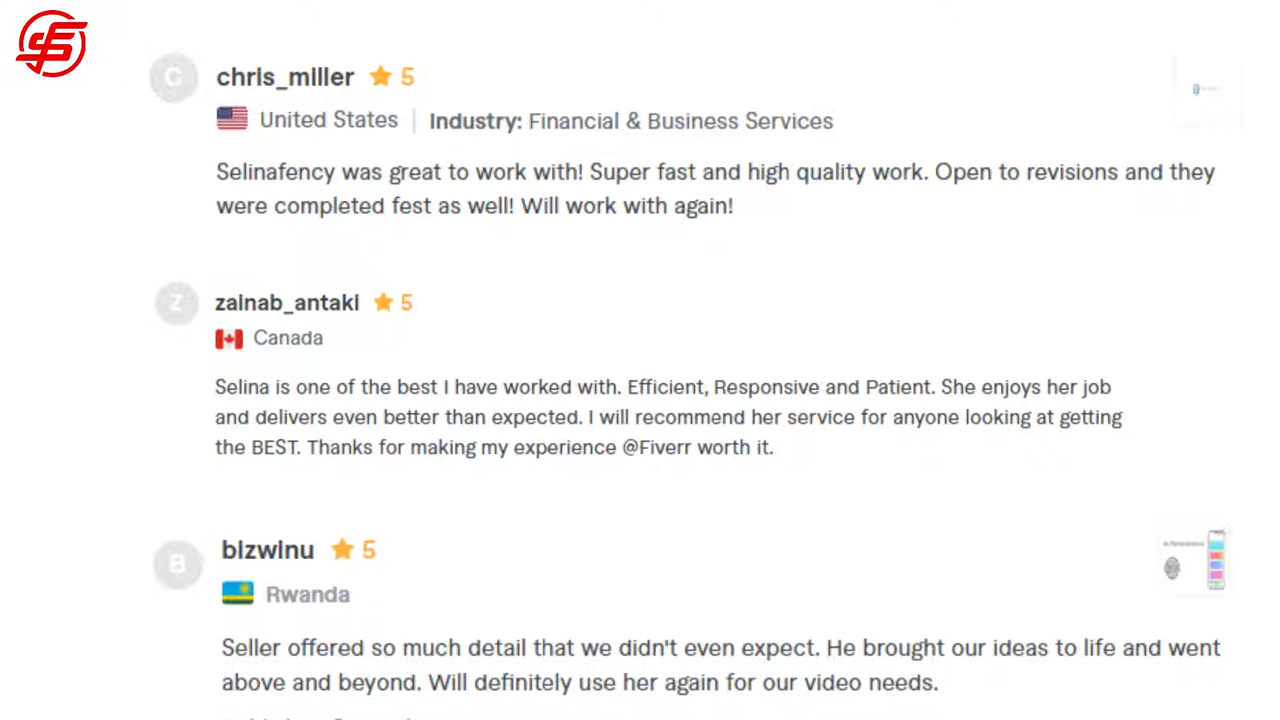 C
chris_miller ★ 5
United States | Industry: Financial & Business Services
Selinafency was great to work with! Super fast and high quality work. Open to revisions and they
were completed fest as well! Will work with again!
Z
zainab_antaki ★ 5
Canada
Selina is one of the best I have worked with. Efficient, Responsive and Patient. She enjoys her job
and delivers even better than expected. I will recommend her service for anyone looking at getting
the BEST. Thanks for making my experience @Fiverr worth it.
B
bizwinu ★ 5
Rwanda
Seller offered so much detail that we didn't even expect. He brought our ideas to life and went
above and beyond. Will definitely use her again for our video needs.